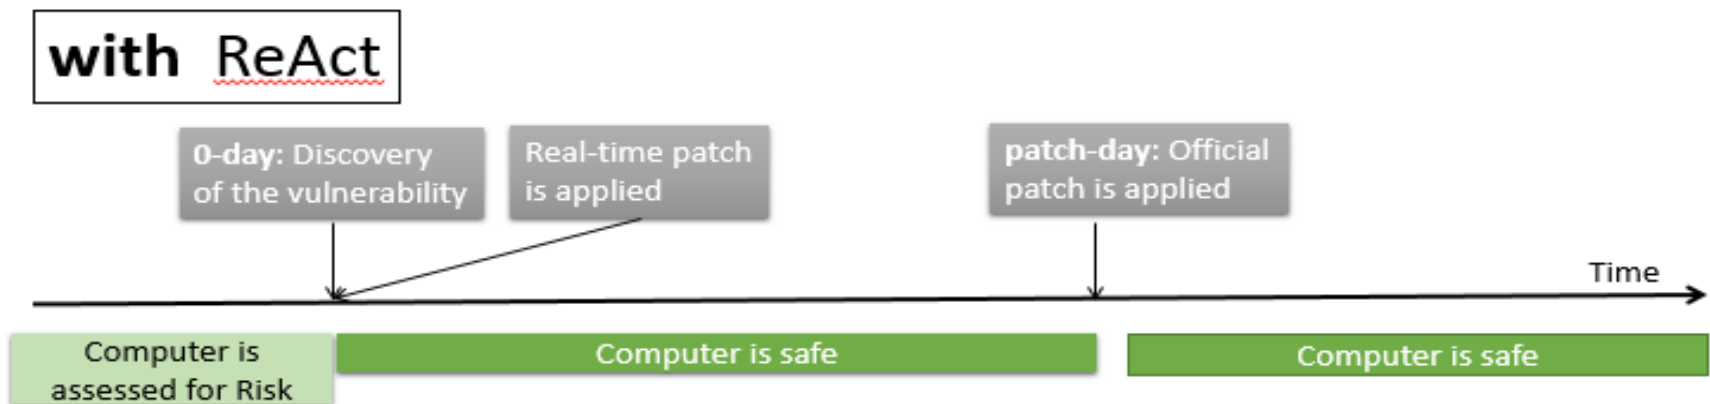 with ReAct
0-day: Discovery
of the vulnerability
Real-time patch
is applied
patch-day: Official
patch is applied
Time
Computer is
assessed for Risk
Computer is safe
Computer is safe